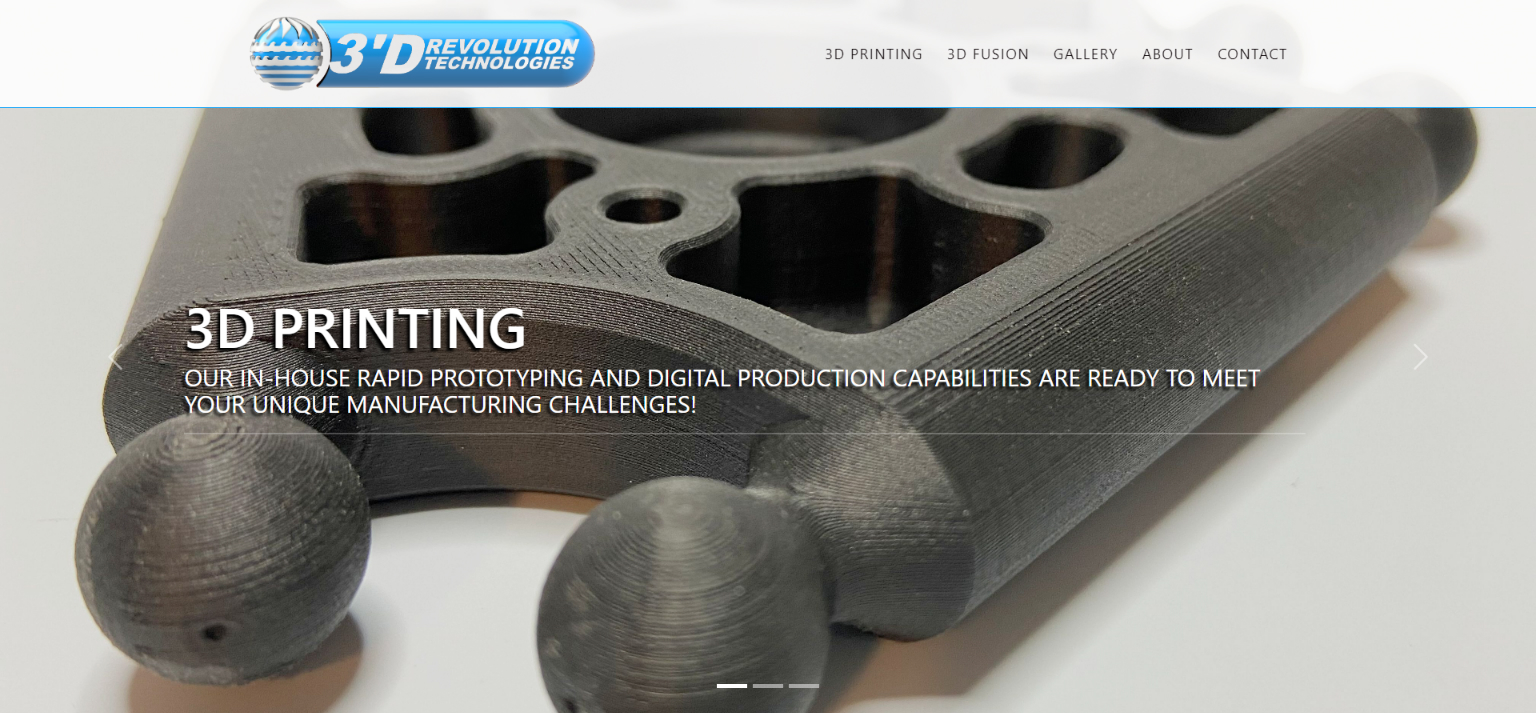 3'D REVOLUTION
TECHNOLOGIES
3D PRINTING
3D FUSION
GALLERY
ABOUT
CONTACT
3D PRINTING
OUR IN-HOUSE RAPID PROTOTYPING AND DIGITAL PRODUCTION CAPABILITIES ARE READY TO MEET
YOUR UNIQUE MANUFACTURING CHALLENGES!